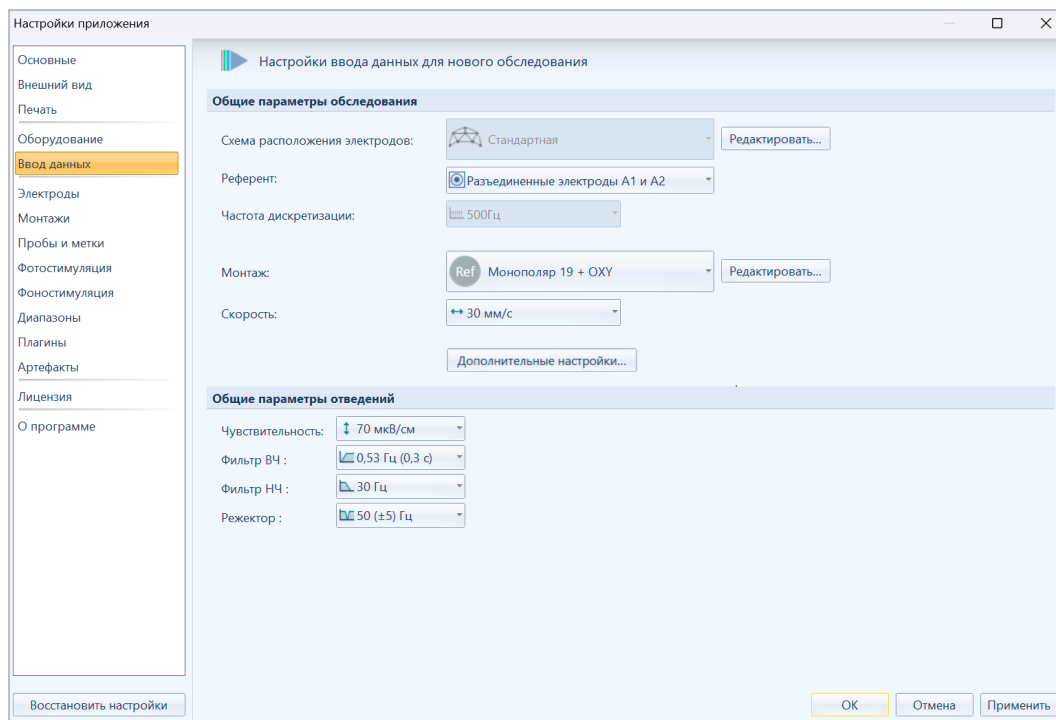 Настройки приложения
Основные
Внешний вид
Печать
Оборудование
Ввод данных
Электроды
Монтажи
Пробы и метки
Фотостимуляция
Фоностимуляция
Диапазоны
Плагины
Артефакты
Лицензия
О программе
Восстановить настройки
Настройки ввода данных для нового обследования
Общие параметры обследования
Схема расположения электродов: Стандартная Редактировать...
Референт: Разъединенные электроды А1 и А2
Частота дискретизации: 500Гц
Монтаж: Ref Монополяр 19 + OXY Редактировать...
Скорость: 30 мм/с
Дополнительные настройки...
Общие параметры отведений
Чувствительность: 70 мкВ/см
Фильтр ВЧ : 0,53 Гц (0,3 с)
Фильтр НЧ : 30 Гц
Режектор : 50 (±5) Гц
ОК Отмена Применить